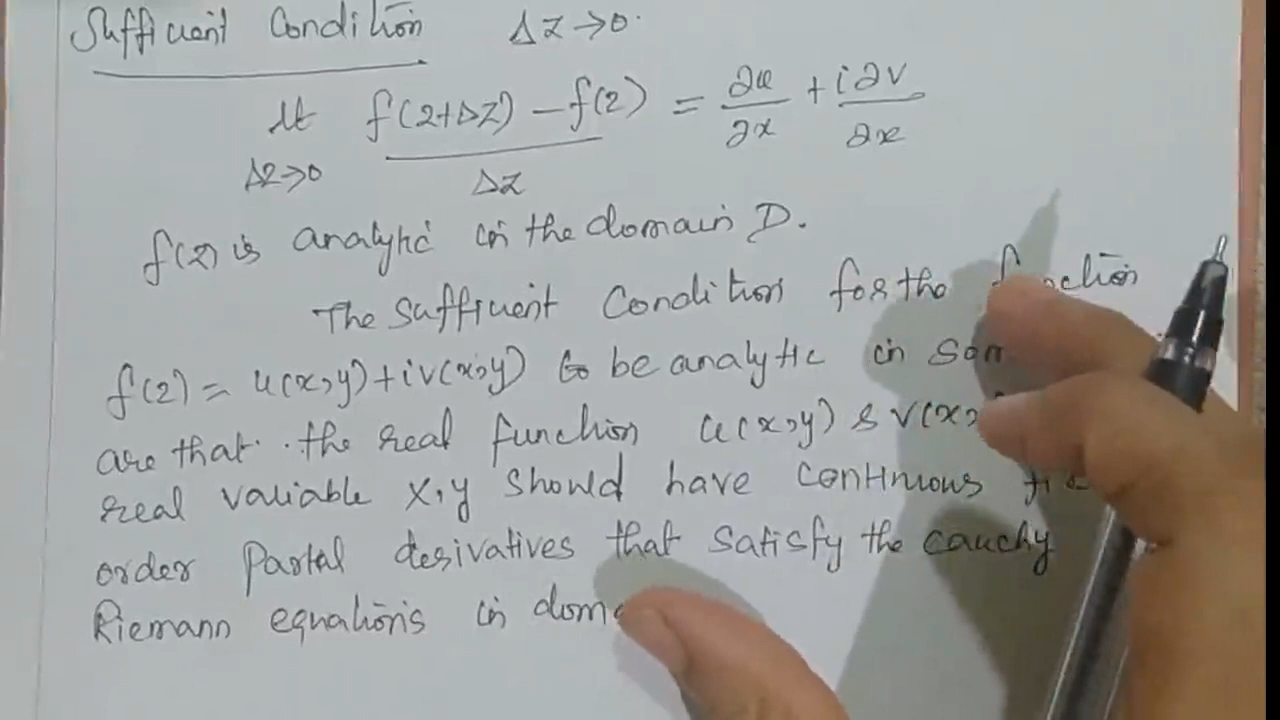 Sufficient Condition Δz→0.
lt f(z+Δz) - f(z) = ∂u + i∂v
Δz→0 Δz ∂x ∂x
f(z) is analytic in the domain D.
The sufficient Condition for the function
f(z) = u(x,y)+iv(x,y) to be analytic in
are that the real function u(x,y) & v(x,
real variable x,y should have continuous
order Partal derivatives that satisfy the cauchy
Riemann equations in